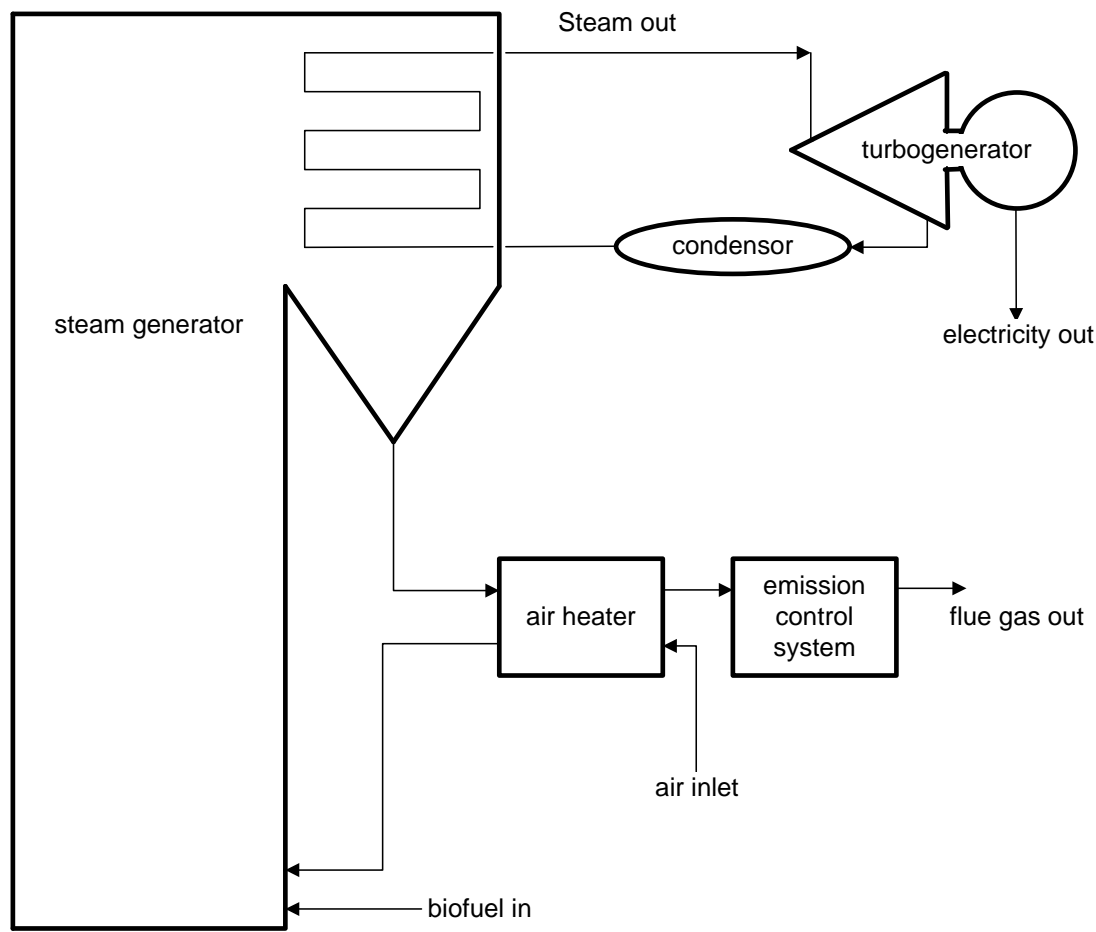 Steam out
turbogenerator
condensor
steam generator
electricity out
air heater
emission
control
system
flue gas out
air inlet
biofuel in